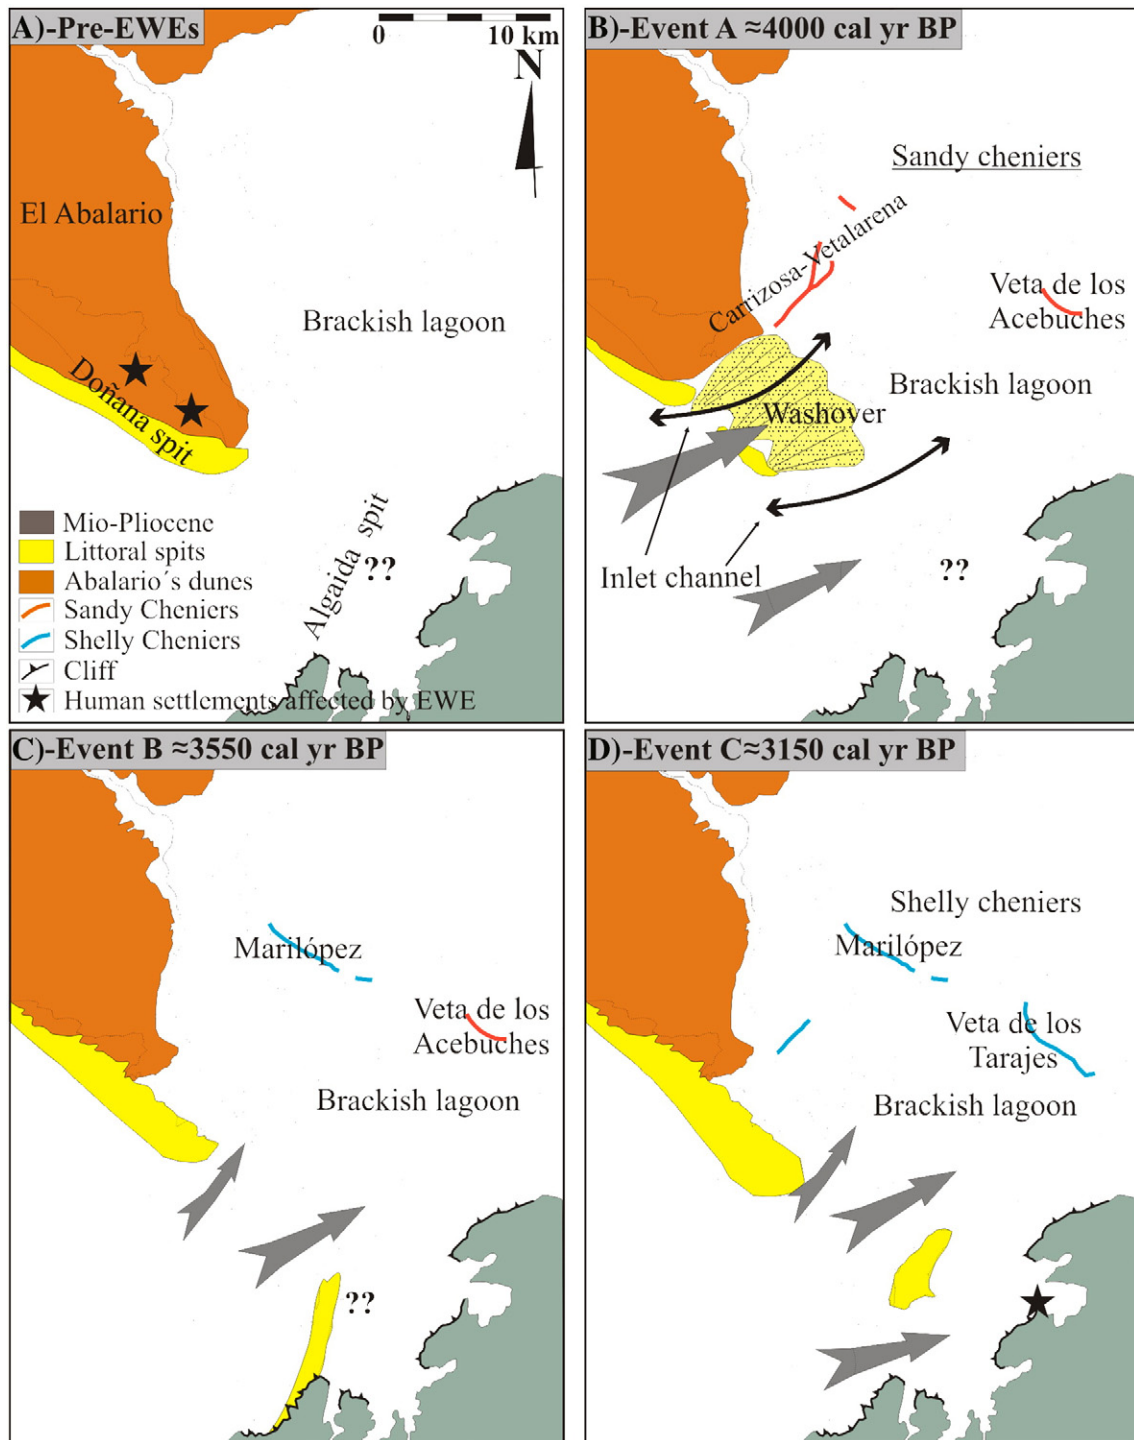 A)-Pre-EWEs
0 10 km
N
El Abalario
Brackish lagoon
Doñana spit
Algaida spit
??
Mio-Pliocene
Littoral spits
Abalario´s dunes
Sandy Cheniers
Shelly Cheniers
Cliff
Human settlements affected by EWE
B)-Event A ≈4000 cal yr BP
Sandy cheniers
Carrizosa-Vetalarena
Veta de los
Acebuches
Brackish lagoon
Washover
Inlet channel
??
C)-Event B ≈3550 cal yr BP
Marilópez
Veta de los
Acebuches
Brackish lagoon
??
D)-Event C≈3150 cal yr BP
Shelly cheniers
Marilópez
Veta de los
Tarajes
Brackish lagoon